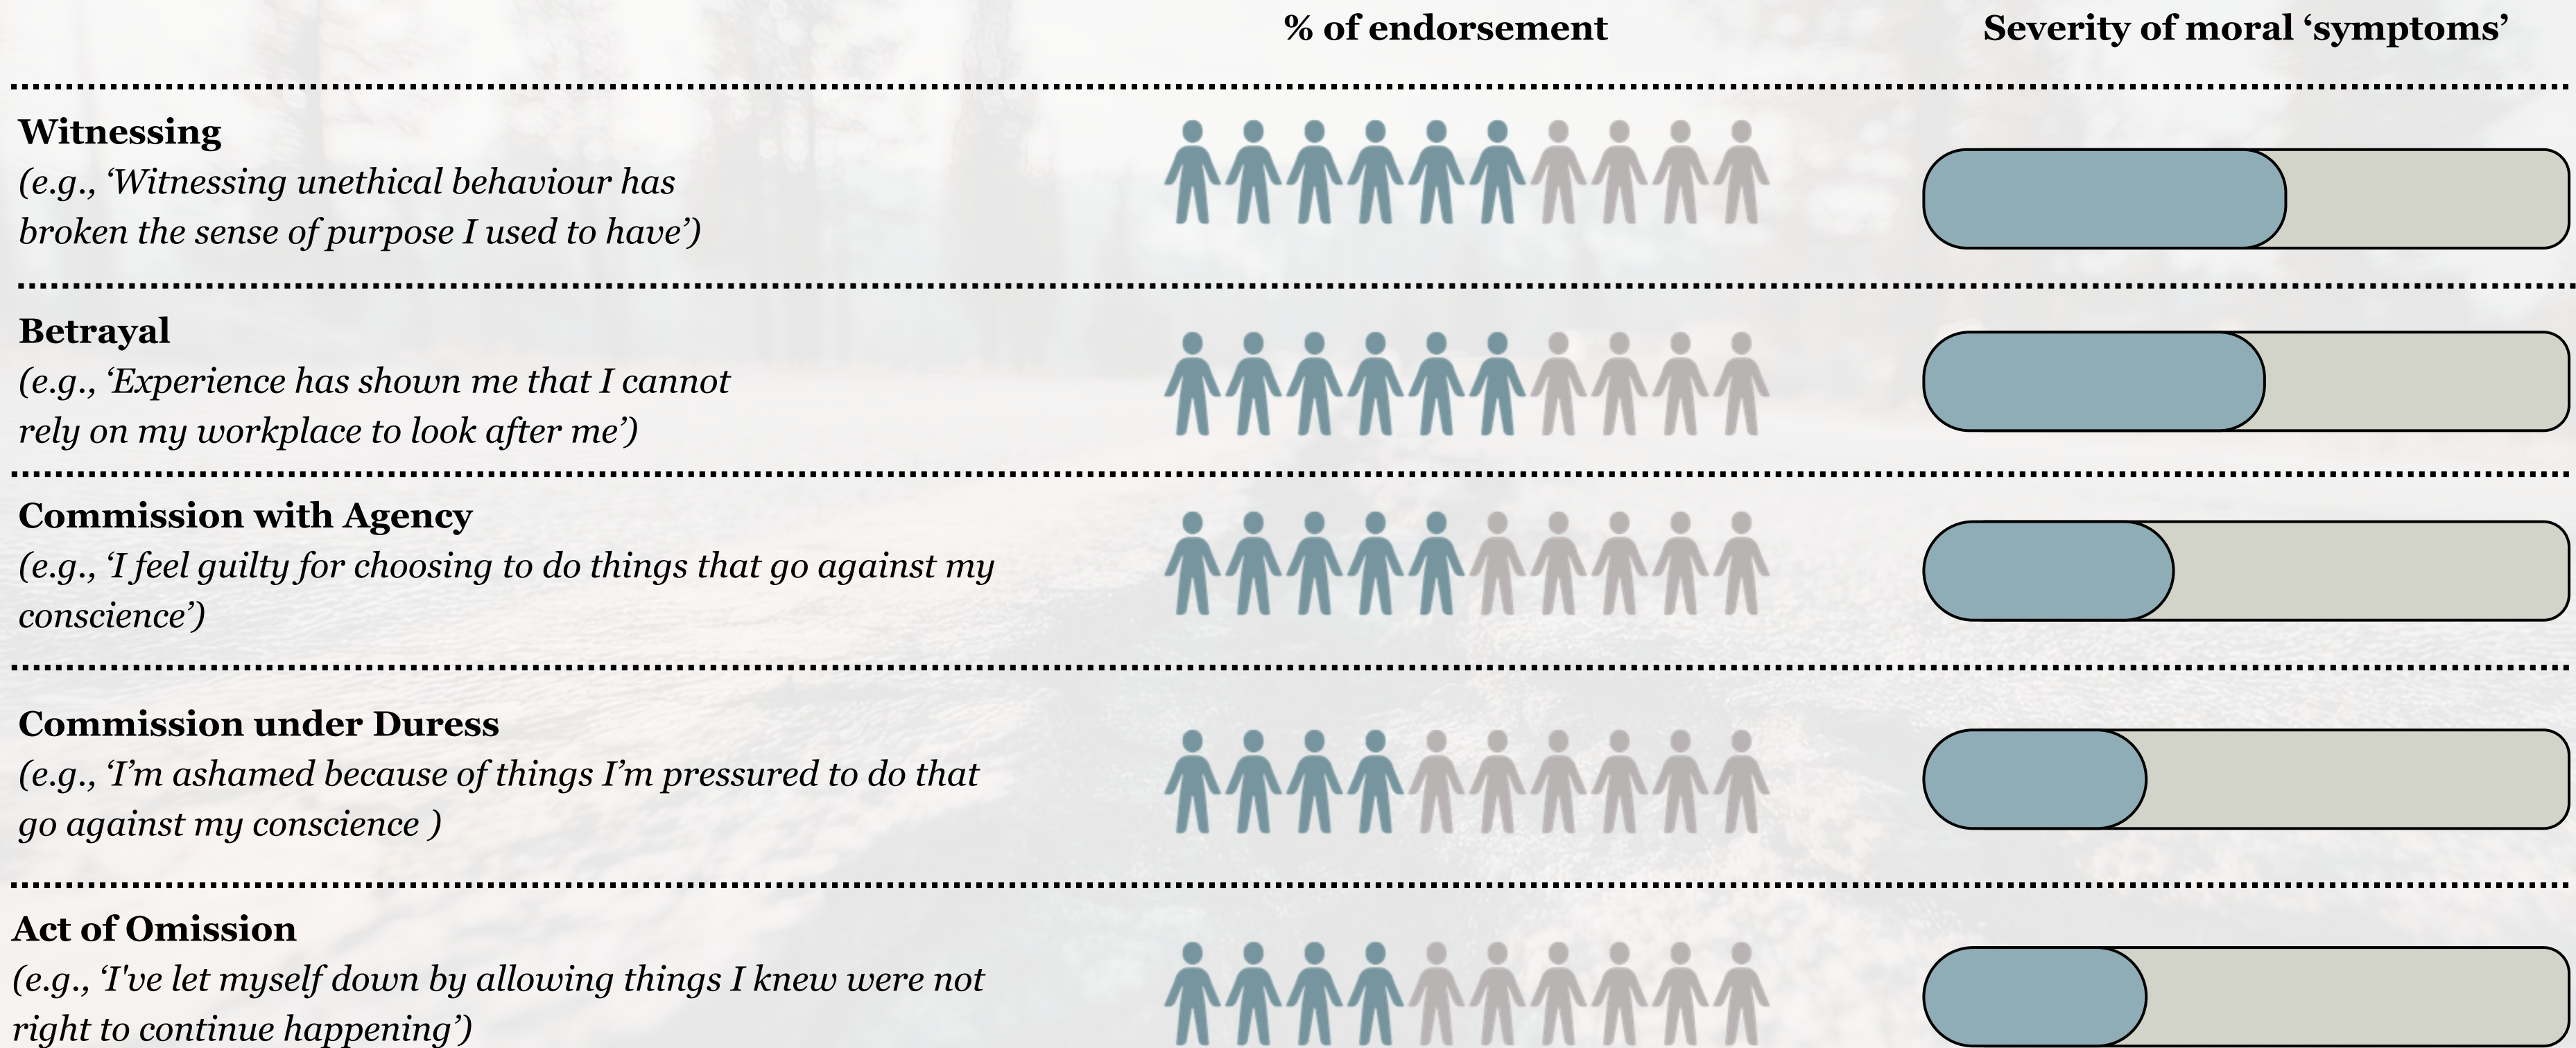 % of endorsement
Severity of moral ‘symptoms’
Witnessing
(e.g., ‘Witnessing unethical behaviour has
broken the sense of purpose I used to have’)
Betrayal
(e.g., ‘Experience has shown me that I cannot
rely on my workplace to look after me’)
Commission with Agency
(e.g., ‘I feel guilty for choosing to do things that go against my
conscience’)
Commission under Duress
(e.g., ‘I’m ashamed because of things I’m pressured to do that
go against my conscience )
Act of Omission
(e.g., ‘I've let myself down by allowing things I knew were not
right to continue happening’)